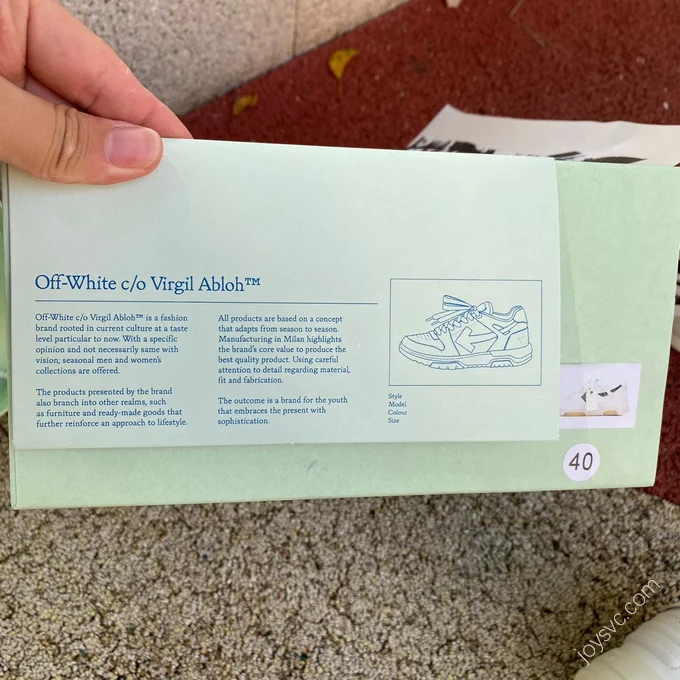 Off-White c/o Virgil Abloh™
Off-White c/o Virgil Abloh™ is a fashion
brand rooted in current culture at a taste
level particular to now. With a specific
opinion and not necessarily same with
vision; seasonal men and women's
collections are offered.
The products presented by the brand
also branch into other realms, such
as furniture and ready-made goods that
further reinforce an approach to lifestyle.
All products are based on a concept
that adapts from season to season.
Manufacturing in Milan highlights
the brand's core value to produce the
best quality product. Using careful
attention to detail regarding material,
fit and fabrication.
The outcome is a brand for the youth
that embraces the present with
sophistication.
Style
Model
Colour
Size
40
joysvc.com